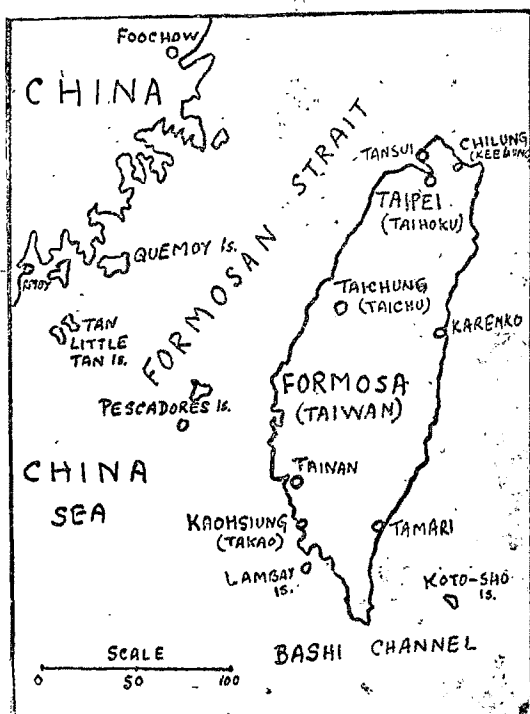 FOOCHOW
CHINA
FORMOSAN STRAIT
TANSUI
CHILUNG
(KEELUNG)
TAIPEI
(TAIHOKU)
QUEMOY Is.
AMOY
TAICHUNG
(TAICHU)
KARENKO
TAN
LITTLE
TAN Is.
FORMOSA
(TAIWAN)
PESCADORES Is.
CHINA
SEA
TAINAN
KAOHSIUNG
(TAKAO)
TAMARI
LAMBAY
Is.
KOTO-SHO
Is.
BASHI CHANNEL
SCALE
0 50 100